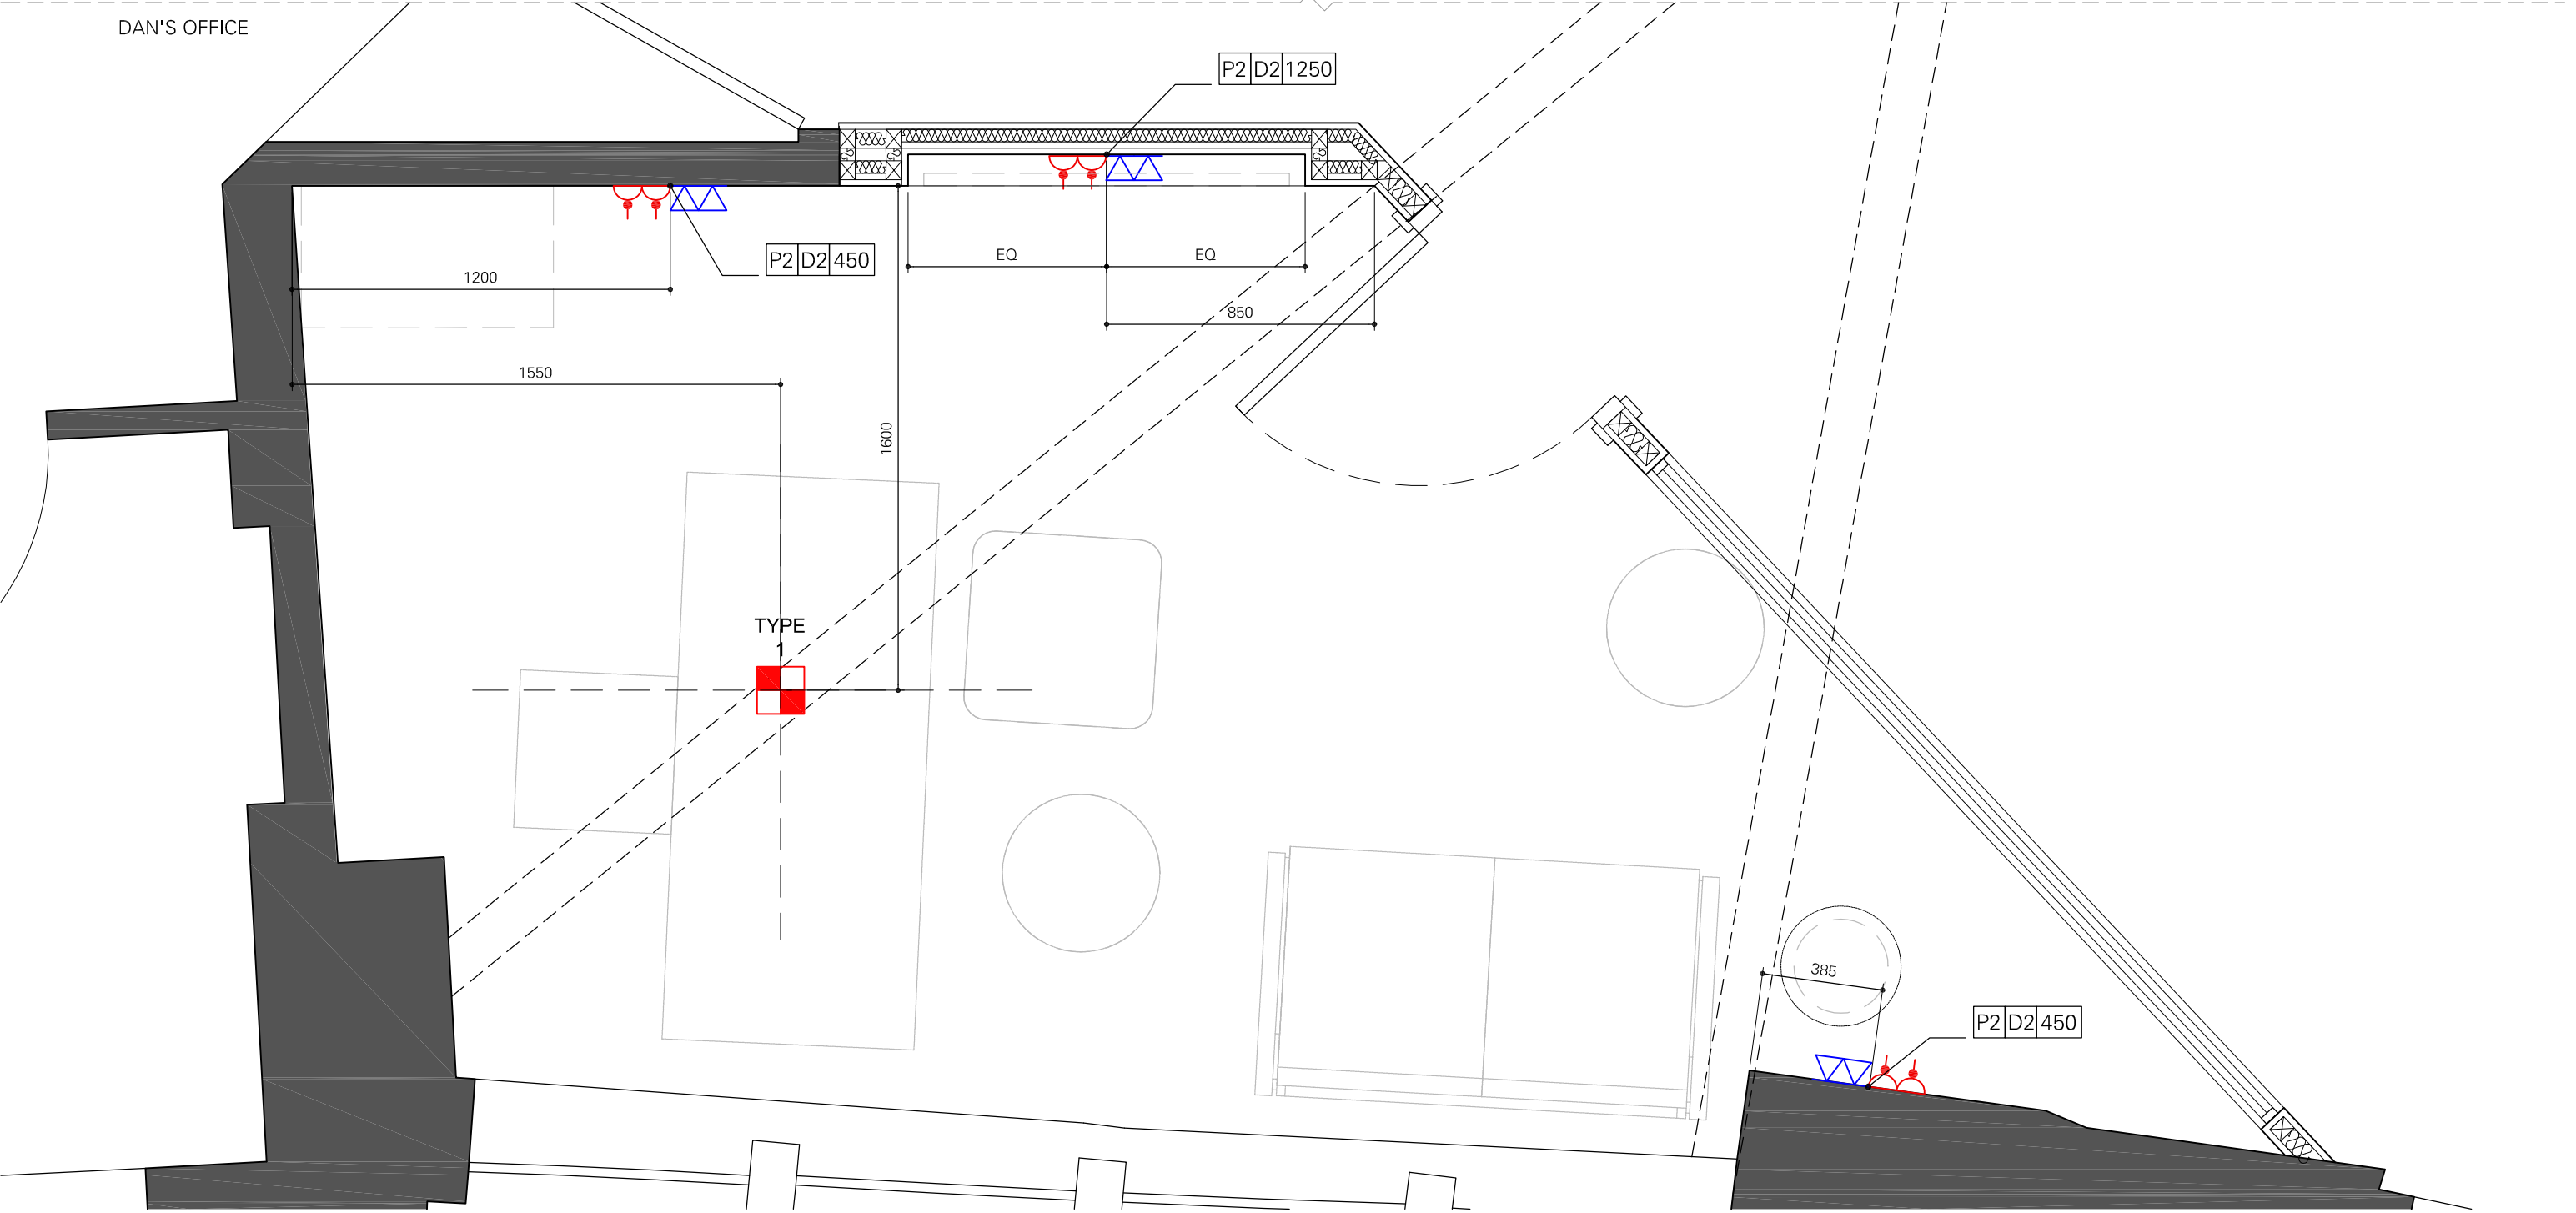 DAN'S OFFICE
P2 D2 1250
P2 D2 450
EQ
EQ
1200
850
1550
1600
TYPE
1
385
P2 D2 450